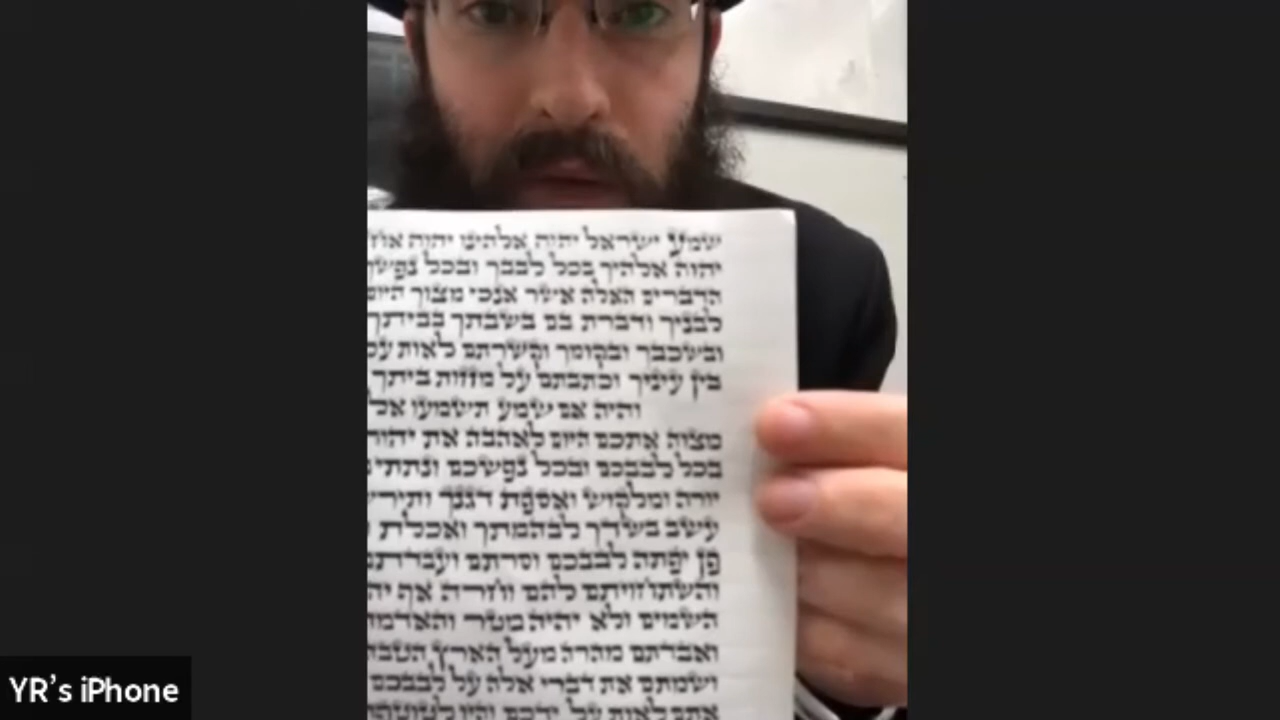 שמע ישראל יהוה אלהינו יהוה
יהוה אלהיך בכל לבבך ובכל נפשך
הדברים האלה אשר אנכי מצוך היום
לבניך ודברת בם בשבתך בביתך
ובשכבך ובקומך וקשרתם לאות
בין עיניך וכתבתם על מזזות ביתך
והיה אם שמע תשמעו
מצוה אתכם היום לאהבה את
בכל לבבכם ובכל נפשכם ונתתי
יורה ומלקוש ואספת דגנך
עשב בשדך לבהמתך ואכלת
פן יפתה לבבכם וסרתם ועבדתם
והשתחויתם להם וחרה אף
השמים ולא יהיה מטר והאדמה
ואבדתם מהרה מעל הארץ הטבה
ושמתם את דברי אלה על לבבכם
אתם לאות על ידכם והיו לטוטפת
YR's iPhone